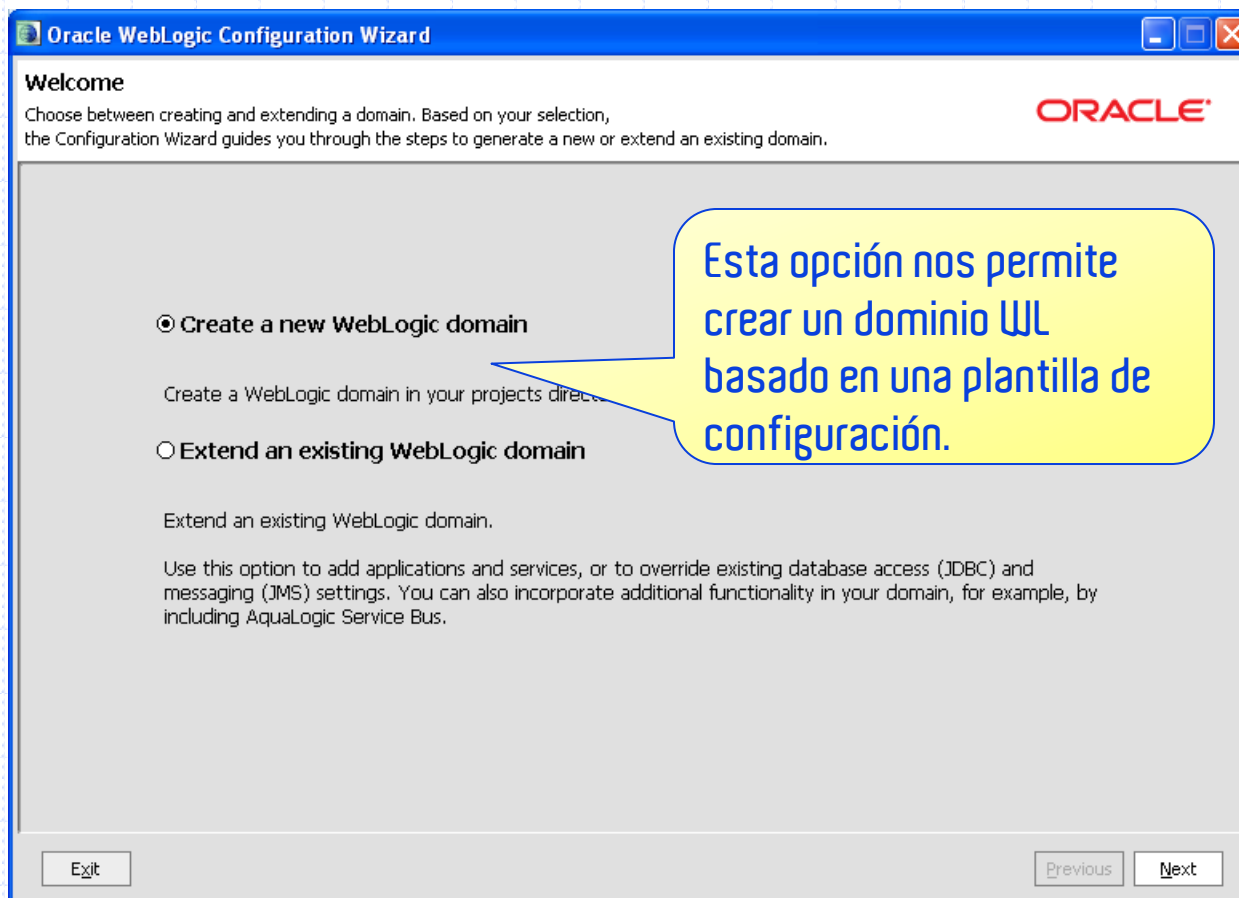 Oracle WebLogic Configuration Wizard
Welcome
Choose between creating and extending a domain. Based on your selection,
the Configuration Wizard guides you through the steps to generate a new or extend an existing domain.
ORACLE
Create a new WebLogic domain
Create a WebLogic domain in your projects
Esta opción nos permite
crear un dominio WL
basado en una plantilla de
configuración.
Extend an existing WebLogic domain
Extend an existing WebLogic domain.
Use this option to add applications and services, or to override existing database access (JDBC) and
messaging (JMS) settings. You can also incorporate additional functionality in your domain, for example, by
including AquaLogic Service Bus.
Exit
Previous
Next